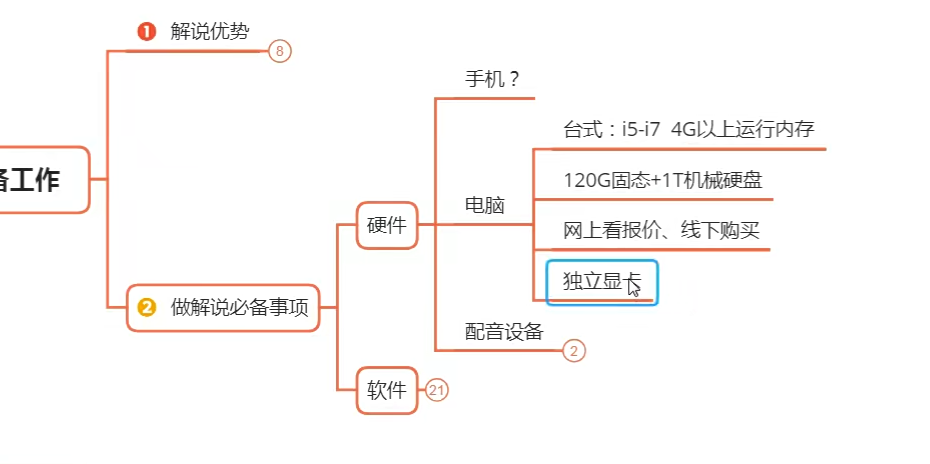 ❶ 解说优势
8
手机？
台式：i5-i7 4G以上运行内存
120G固态+1T机械硬盘
备工作
电脑
硬件
网上看报价、线下购买
独立显卡
❷ 做解说必备事项
配音设备
2
软件
21